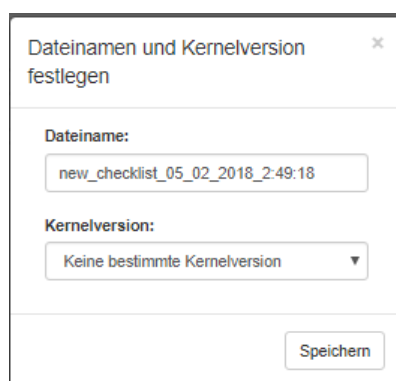 Dateinamen und Kernelversion
festlegen
×
Dateiname:
new_checklist_05_02_2018_2:49:18
Kernelversion:
Keine bestimmte Kernelversion
Speichern